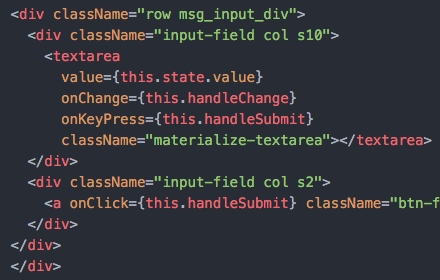 <div className="row msg_input_div">
<div className="input-field col s10">
<textarea
value={this.state.value}
onChange={this.handleChange}
onKeyPress={this.handleSubmit}
className="materialize-textarea"></textarea>
</div>
<div className="input-field col s2">
<a onClick={this.handleSubmit} className="btn-f
</div>
</div>
</div>